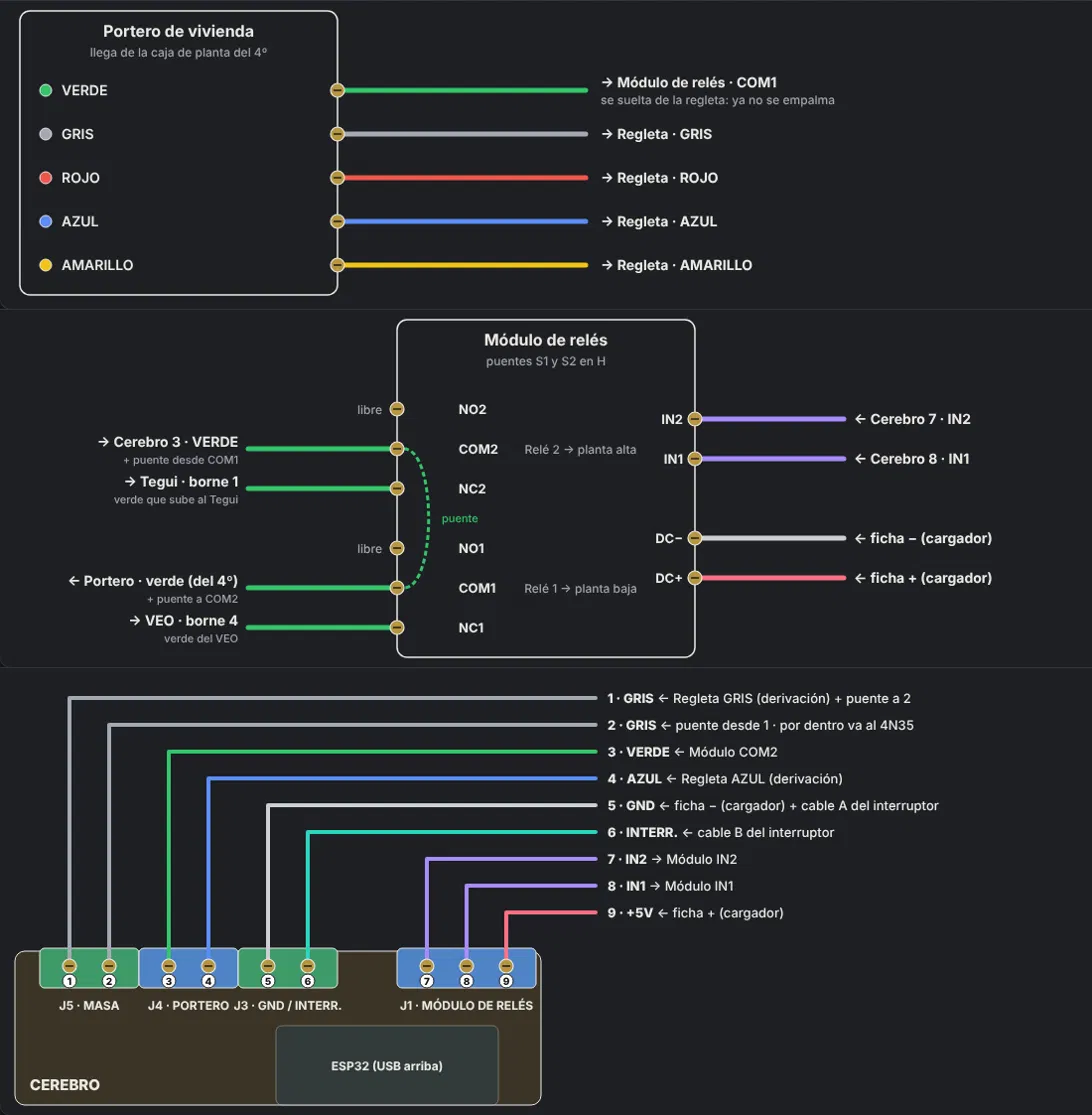 Portero de vivienda
llega de la caja de planta del 4º
VERDE
→ Módulo de relés · COM1
se suelta de la regleta: ya no se empalma
GRIS
→ Regleta · GRIS
ROJO
→ Regleta · ROJO
AZUL
→ Regleta · AZUL
AMARILLO
→ Regleta · AMARILLO
Módulo de relés
puentes S1 y S2 en H
libre
NO2
IN2
← Cerebro 7 · IN2
→ Cerebro 3 · VERDE
+ puente desde COM1
COM2
Relé 2 → planta alta
IN1
← Cerebro 8 · IN1
→ Tegui · borne 1
verde que sube al Tegui
NC2
puente
DC−
← ficha − (cargador)
libre
NO1
DC+
← ficha + (cargador)
← Portero · verde (del 4º)
+ puente a COM2
COM1
Relé 1 → planta baja
→ VEO · borne 4
verde del VEO
NC1
1 · GRIS ← Regleta GRIS (derivación) + puente a 2
2 · GRIS ← puente desde 1 · por dentro va al 4N35
3 · VERDE ← Módulo COM2
4 · AZUL ← Regleta AZUL (derivación)
5 · GND ← ficha − (cargador) + cable A del interruptor
6 · INTERR. ← cable B del interruptor
7 · IN2 → Módulo IN2
8 · IN1 → Módulo IN1
9 · +5V ← ficha + (cargador)
1 2 3 4 5 6 7 8 9
J5 · MASA
J4 · PORTERO
J3 · GND / INTERR.
J1 · MÓDULO DE RELÉS
ESP32 (USB arriba)
CEREBRO